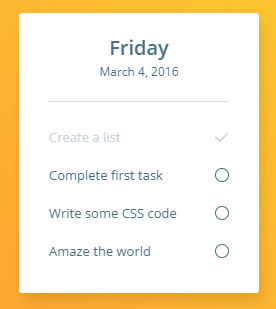 Friday
March 4, 2016
Create a list
Complete first task
Write some CSS code
Amaze the world